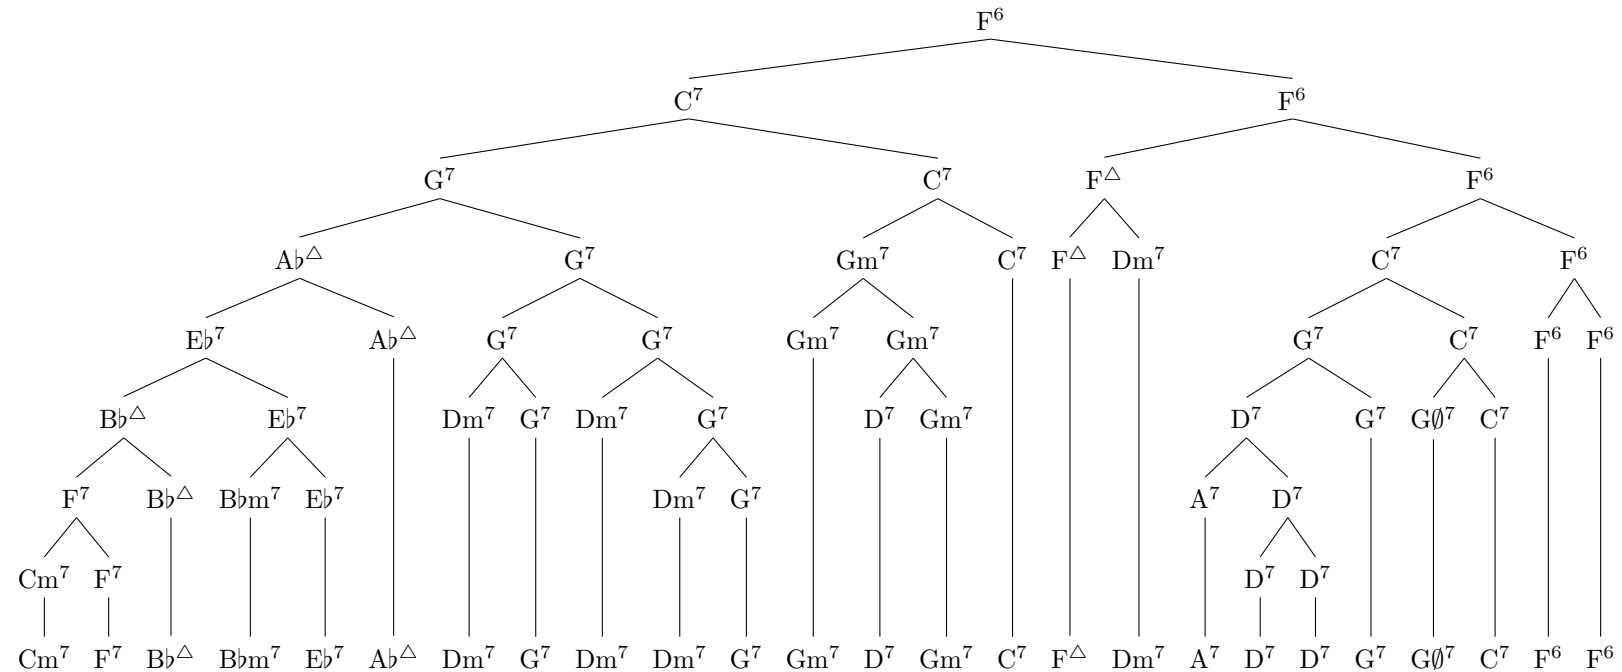 F⁶
C⁷ F⁶
G⁷ C⁷ F△ F⁶
A♭△ G⁷ Gm⁷ C⁷ F△ Dm⁷ C⁷ F⁶
E♭⁷ A♭△ G⁷ G⁷ Gm⁷ Gm⁷ G⁷ C⁷ F⁶ F⁶
B♭△ E♭⁷ Dm⁷ G⁷ Dm⁷ G⁷ D⁷ Gm⁷ D⁷ G⁷ G∅⁷ C⁷
F⁷ B♭△ B♭m⁷ E♭⁷ Dm⁷ G⁷ A⁷ D⁷
Cm⁷ F⁷ D⁷ D⁷
Cm⁷ F⁷ B♭△ B♭m⁷ E♭⁷ A♭△ Dm⁷ G⁷ Dm⁷ Dm⁷ G⁷ Gm⁷ D⁷ Gm⁷ C⁷ F△ Dm⁷ A⁷ D⁷ D⁷ G⁷ G∅⁷ C⁷ F⁶ F⁶